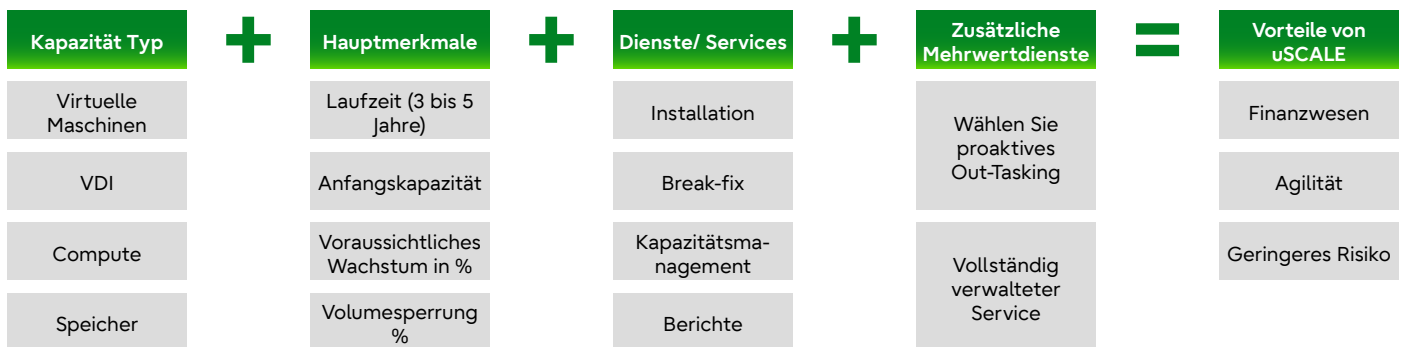 Kapazität Typ
+
Hauptmerkmale
+
Dienste/ Services
+
Zusätzliche
Mehrwertdienste
=
Vorteile von
uSCALE
Virtuelle
Maschinen
VDI
Compute
Speicher
Laufzeit (3 bis 5
Jahre)
Anfangskapazität
Voraussichtliches
Wachstum in %
Volumesperrung
%
Installation
Break-fix
Kapazitätsma-
nagement
Berichte
Wählen Sie
proaktives
Out-Tasking
Vollständig
verwalteter
Service
Finanzwesen
Agilität
Geringeres Risiko